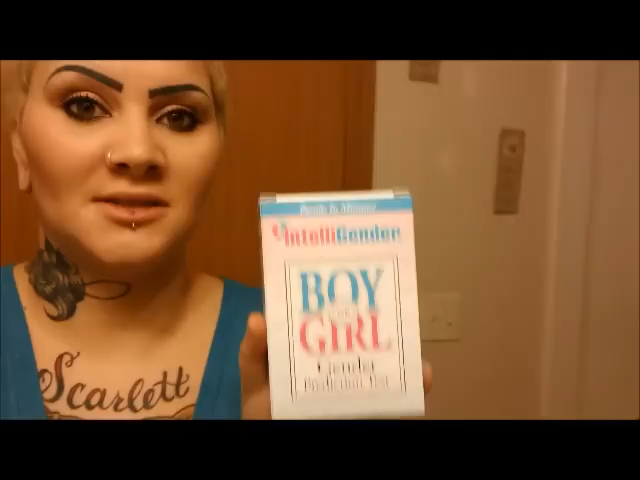 Results In Minutes
IntelliGender
BOY
GIRL
Gender
Prediction Test
Scarlett